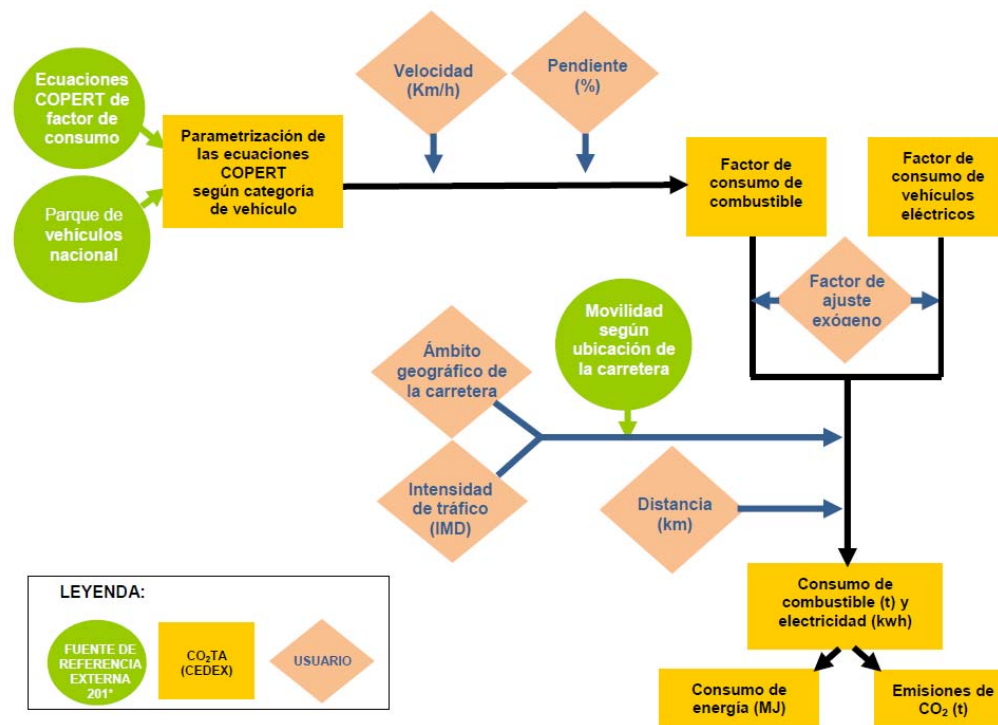 Ecuaciones
COPERT de
factor de
consumo
Parque de
vehículos
nacional
Parametrización de
las ecuaciones
COPERT
según categoría
de vehículo
Velocidad
(Km/h)
Pendiente
(%)
Factor de
consumo de
combustible
Factor de
consumo de
vehículos
eléctricos
Factor de
ajuste
exógeno
Movilidad
según
ubicación de
la carretera
Ámbito
geográfico de
la carretera
Intensidad
de tráfico
(IMD)
Distancia
(km)
Consumo de
combustible (t) y
electricidad (kwh)
Consumo de
energía (MJ)
Emisiones de
CO₂ (t)
LEYENDA:
FUENTE DE
REFERENCIA
EXTERNA
201*
CO₂TA
(CEDEX)
USUARIO